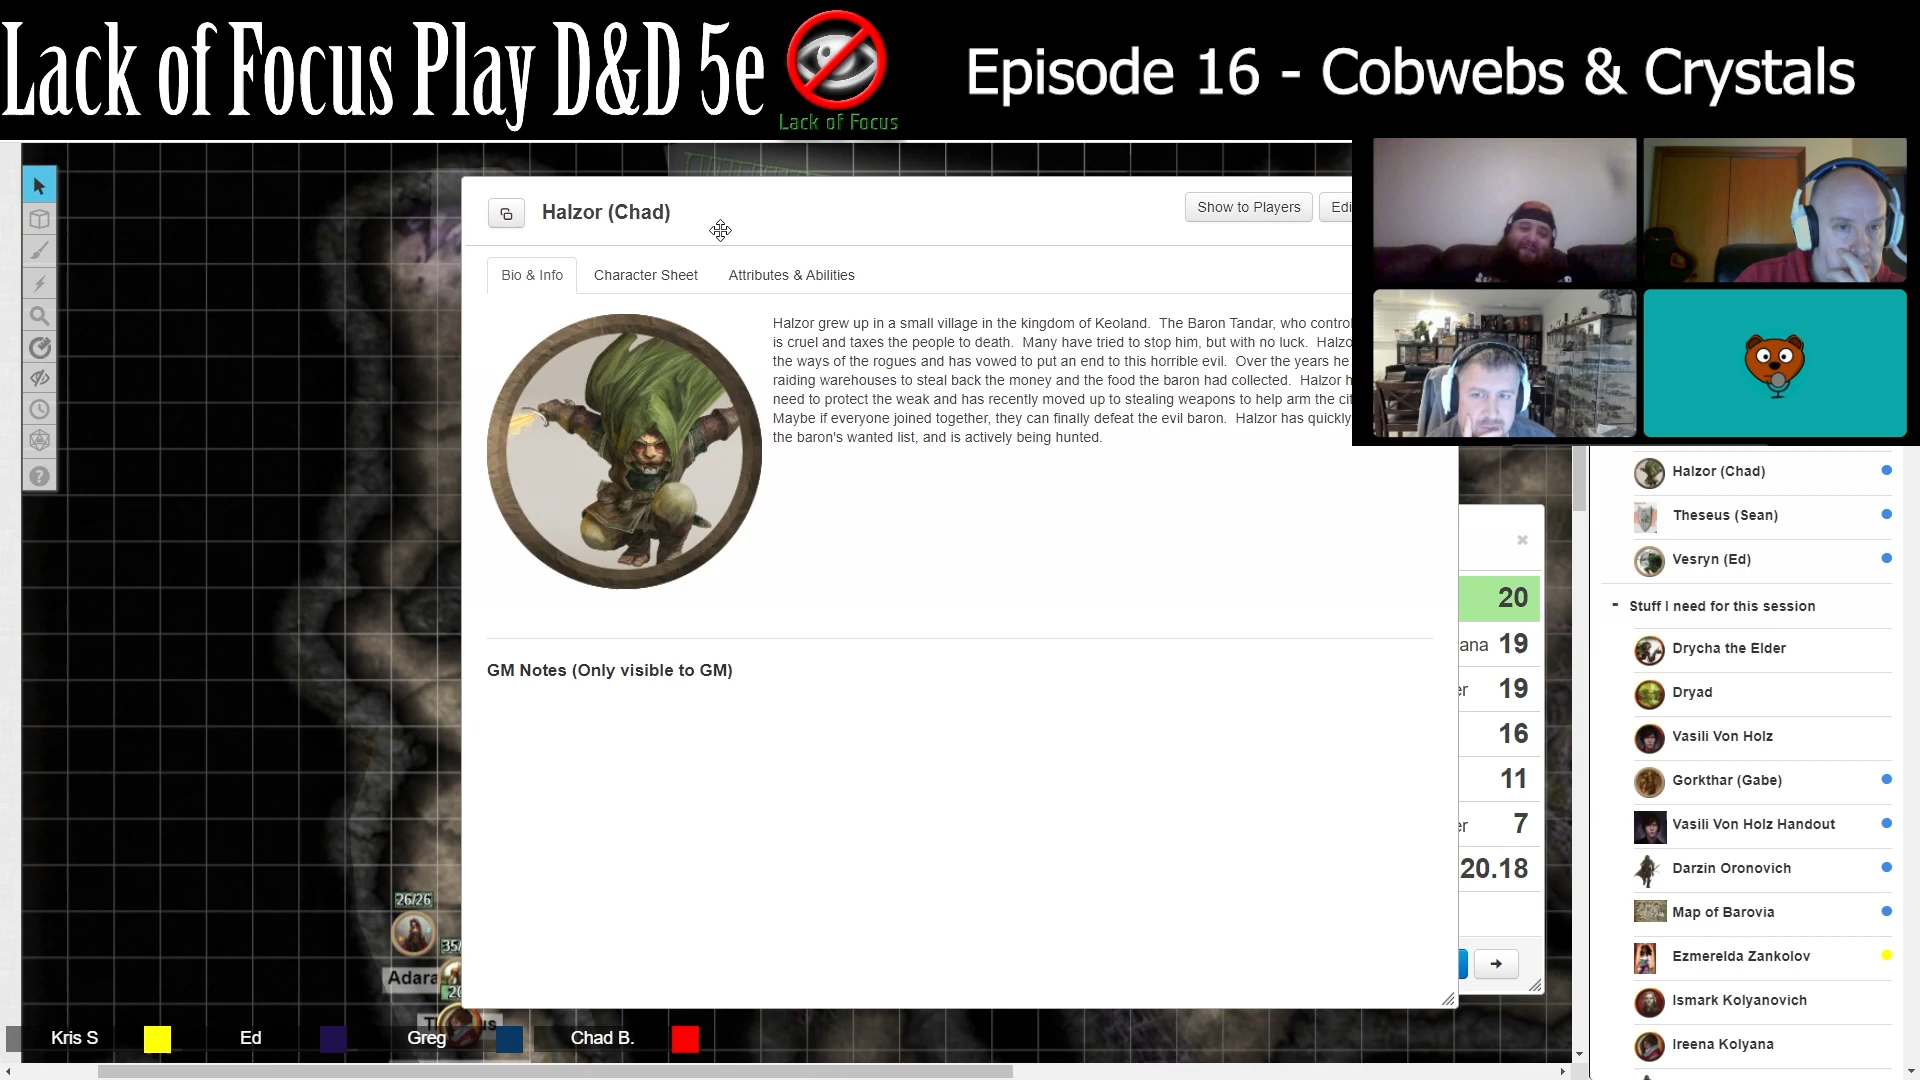 Lack of Focus Play D&D 5e
Lack of Focus
Episode 16 - Cobwebs & Crystals
Halzor (Chad)
Show to Players
Edi
Bio & Info
Character Sheet
Attributes & Abilities
Halzor grew up in a small village in the kingdom of Keoland. The Baron Tandar, who control
is cruel and taxes the people to death. Many have tried to stop him, but with no luck. Halzo
the ways of the rogues and has vowed to put an end to this horrible evil. Over the years he
raiding warehouses to steal back the money and the food the baron had collected. Halzor h
need to protect the weak and has recently moved up to stealing weapons to help arm the cit
Maybe if everyone joined together, they can finally defeat the evil baron. Halzor has quickly
the baron's wanted list, and is actively being hunted.
GM Notes (Only visible to GM)
20
ana 19
er 19
16
11
er 7
20.18
Halzor (Chad)
Theseus (Sean)
Vesryn (Ed)
- Stuff I need for this session
Drycha the Elder
Dryad
Vasili Von Holz
Gorkthar (Gabe)
Vasili Von Holz Handout
Darzin Oronovich
Map of Barovia
Ezmerelda Zankolov
Ismark Kolyanovich
Ireena Kolyana
26/26
35/
Adara
20
Kris S
Ed
Greg
Chad B.